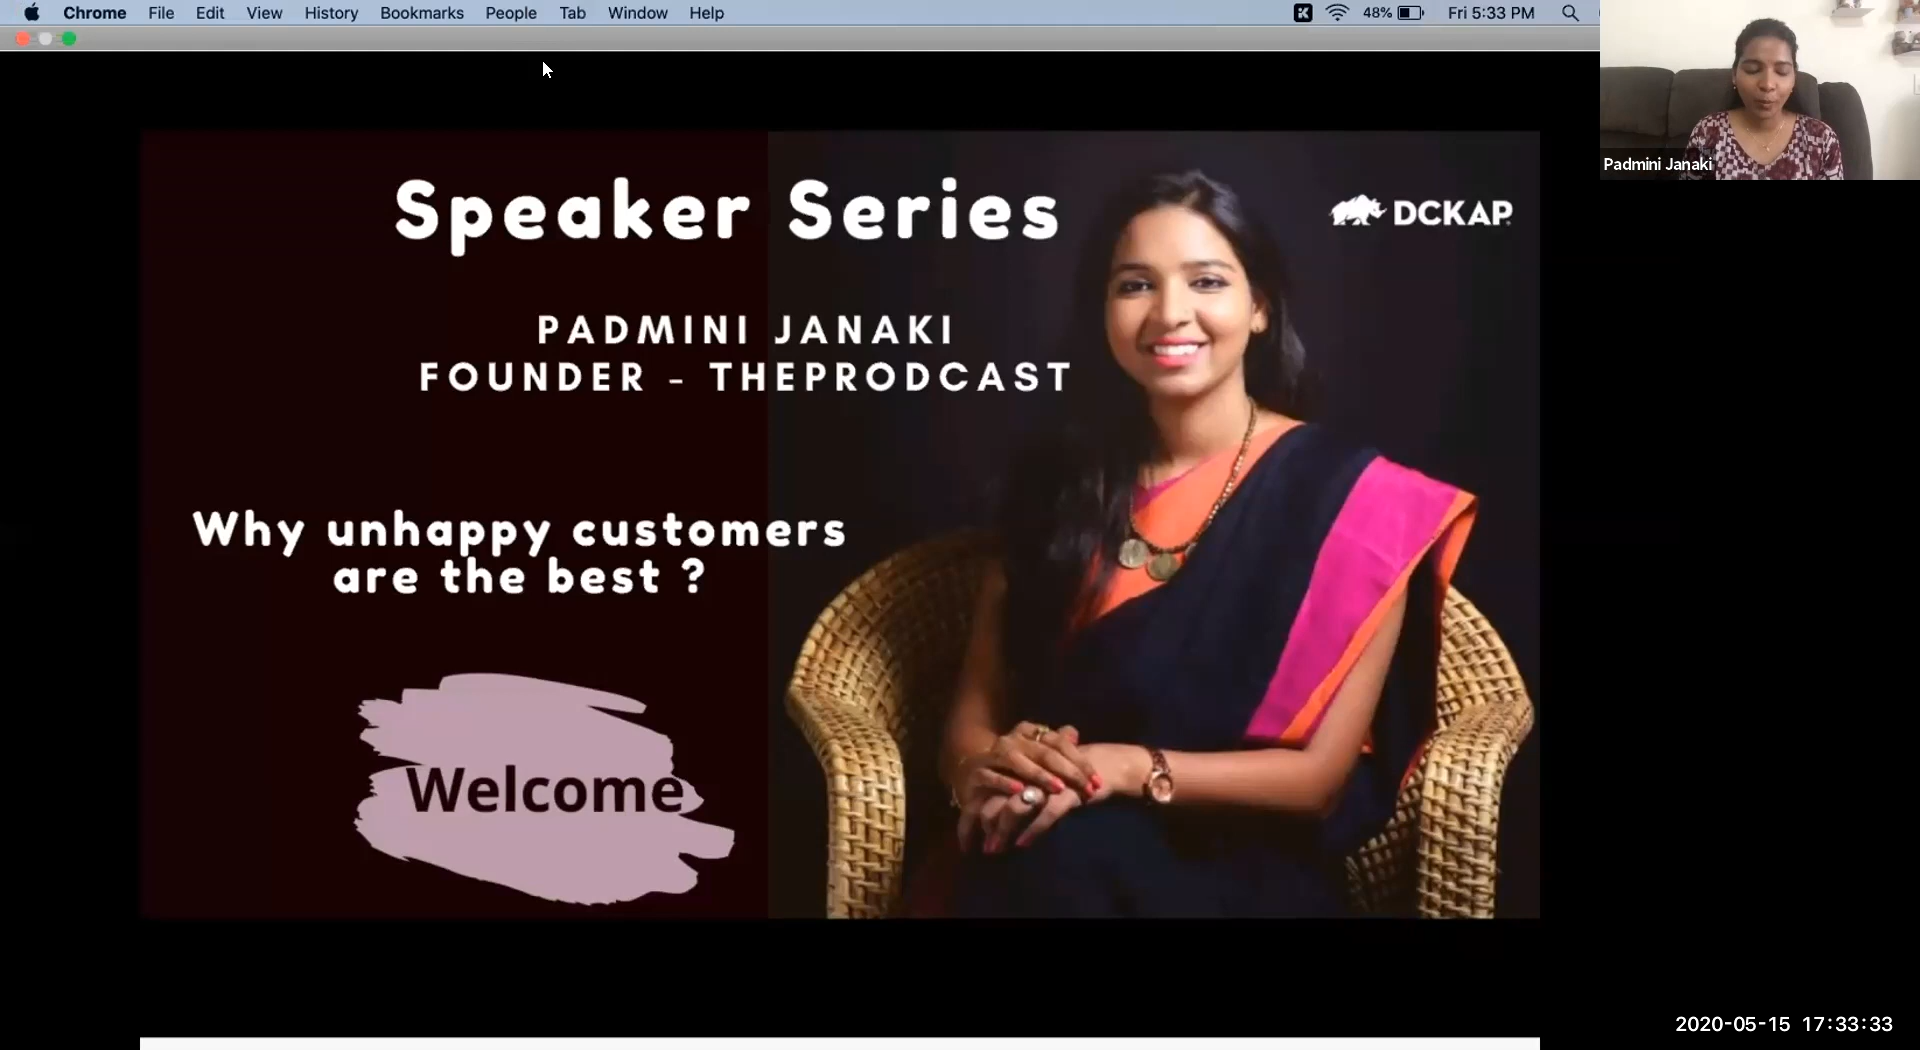 Chrome File Edit View History Bookmarks People Tab Window Help
48% Fri 5:33 PM
Padmini Janaki
Speaker Series
DCKAP
PADMINI JANAKI
FOUNDER - THEPRODCAST
Why unhappy customers
are the best ?
Welcome
2020-05-15 17:33:33